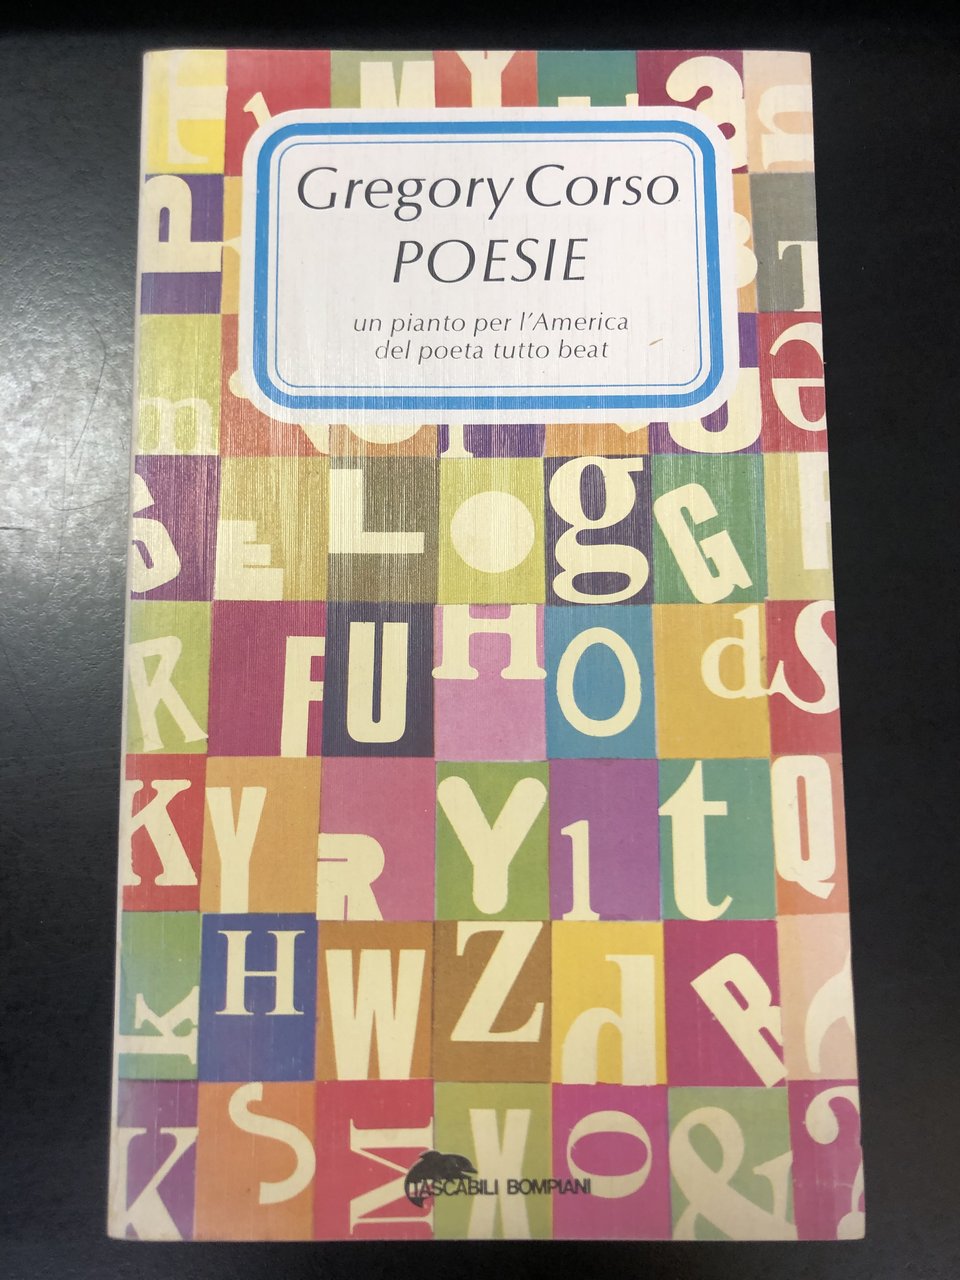 Gregory Corso
POESIE
un pianto per l'America
del poeta tutto beat
L g G
R F U H O d S
K Y R Y l t Q
k H W Z d R
K S M X O & ?
I TASCABILI BOMPIANI